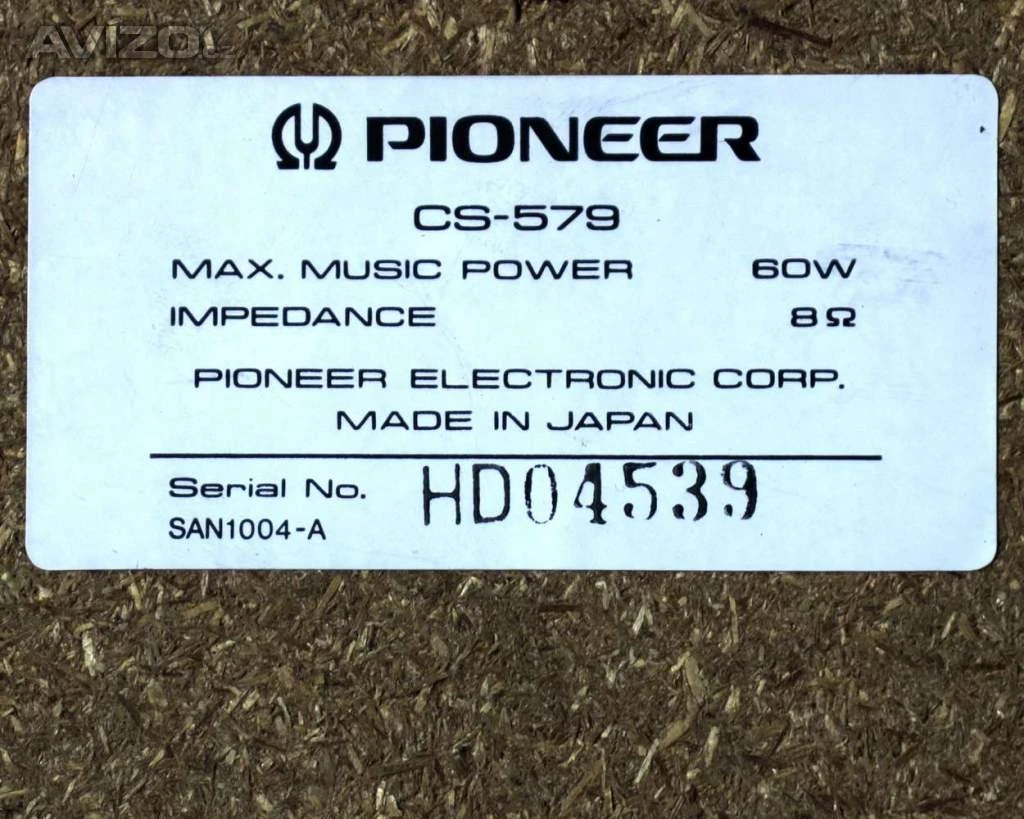 AVIZO
PIONEER
CS-579
MAX. MUSIC POWER 60W
IMPEDANCE 8Ω
PIONEER ELECTRONIC CORP.
MADE IN JAPAN
Serial No. HD04539
SAN1004-A